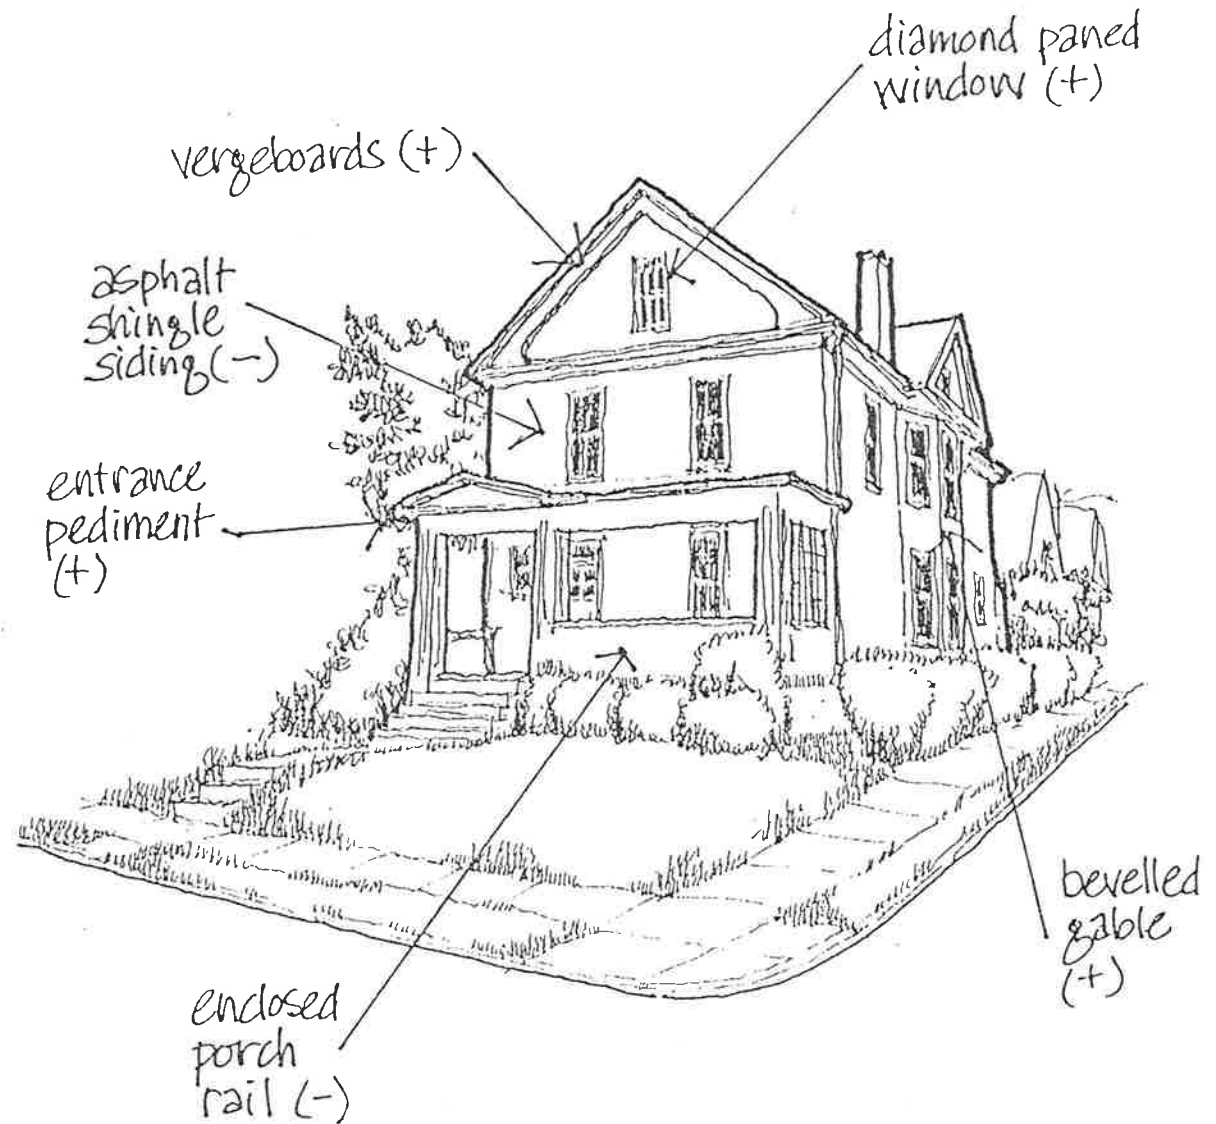 diamond paned
window (+)
vergeboards (+)
asphalt
shingle
siding (-)
entrance
pediment
(+)
bevelled
gable
(+)
enclosed
porch
rail (-)